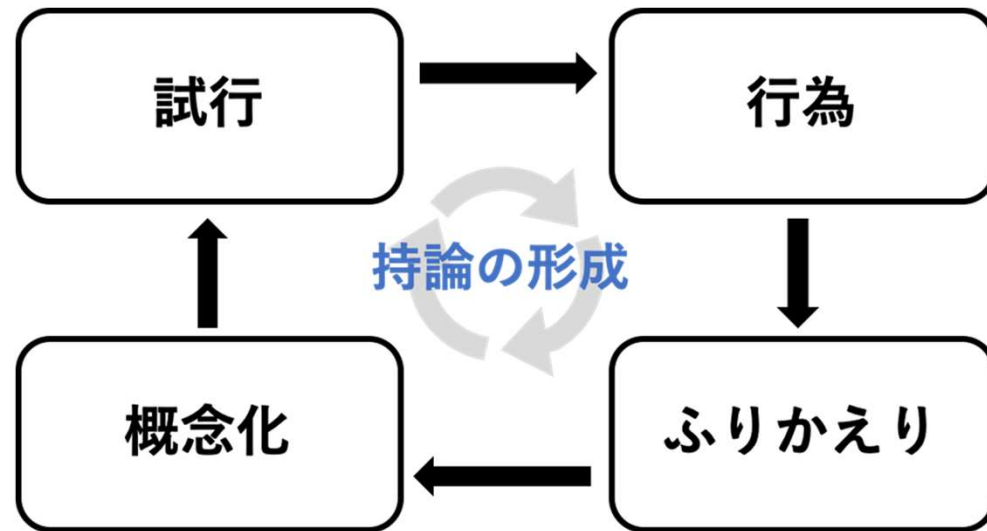 試行
行為
持論の形成
概念化
ふりかえり